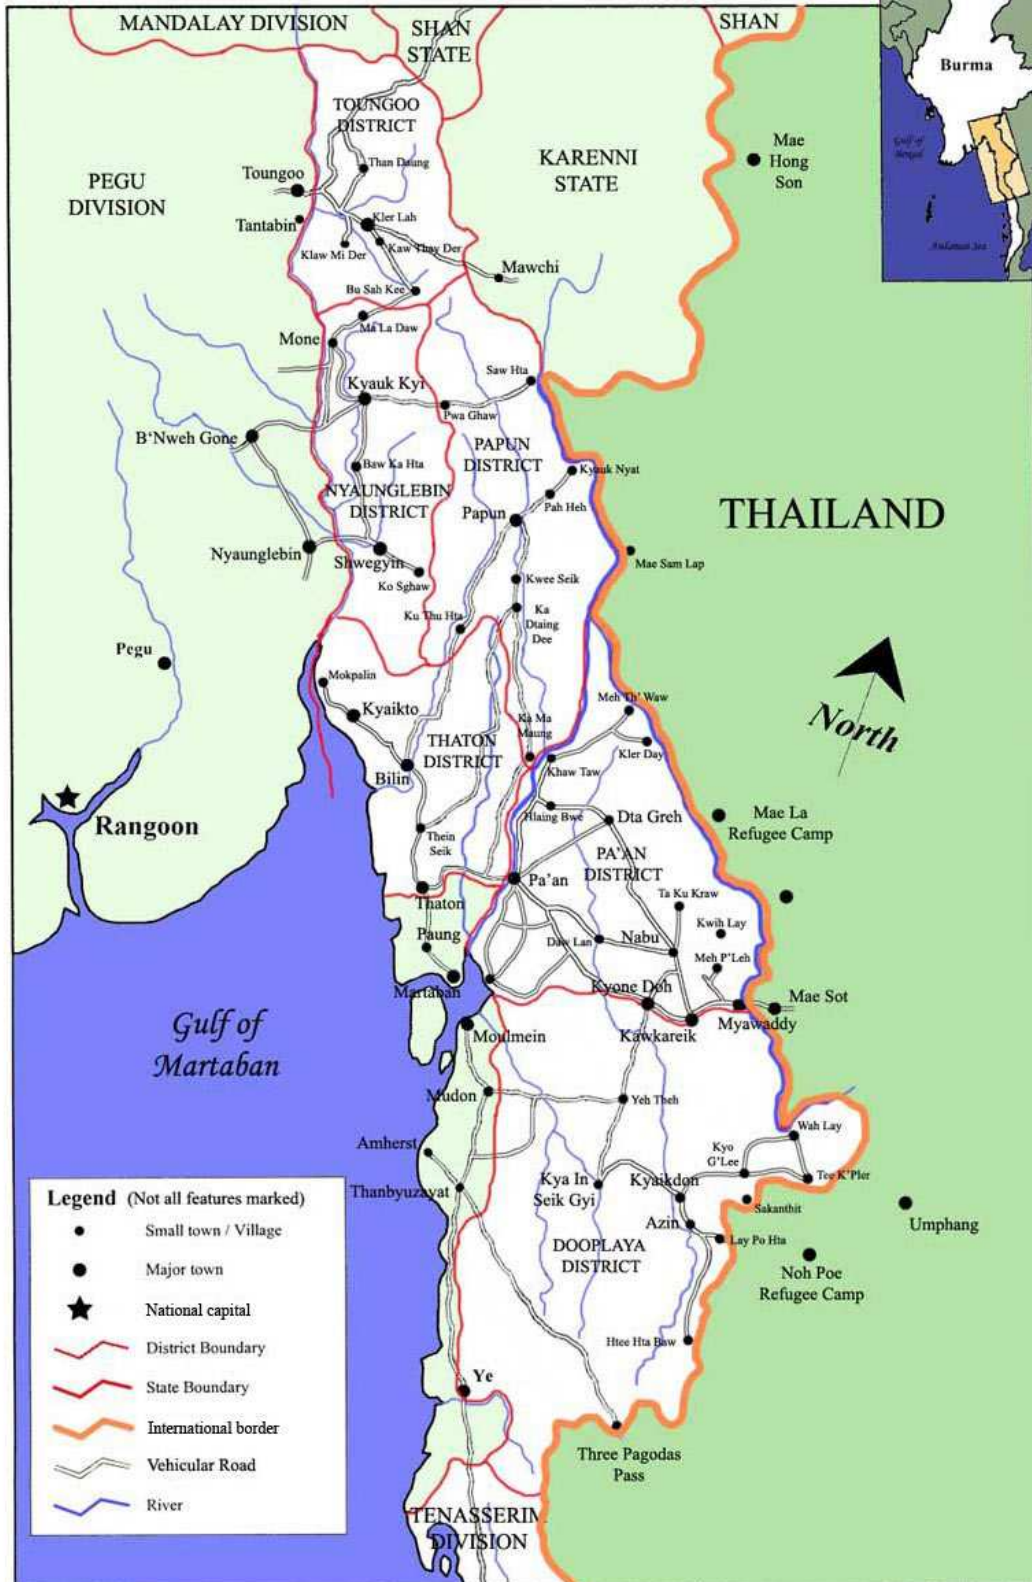 MANDALAY DIVISION
SHAN
STATE
SHAN
Burma
Gulf of
Bengal
Andaman Sea
TOUNGOO
DISTRICT
Than Daung
Toungoo
PEGU
DIVISION
KARENNI
STATE
Mae
Hong
Son
Tantabin
Kler Lah
Klaw Mi Der
Kaw Thay Der
Mawchi
Bu Sah Kee
Ma La Daw
Mone
Saw Hta
Kyauk Kyi
Pwa Ghaw
B'Nweh Gone
PAPUN
DISTRICT
Baw Ka Hta
Kyauk Nyat
NYAUNGLEBIN
DISTRICT
Pah Heh
Papun
THAILAND
Nyaunglebin
Shwegyin
Mae Sam Lap
Ko Sghaw
Kwee Seik
Ku Thu Hta
Ka
Dtaing
Dee
Pegu
Mokpalin
Meh Th' Waw
Kyaikto
Ka Ma
Maung
North
THATON
DISTRICT
Kler Day
Khaw Taw
Bilin
Rangoon
Hlaing Bwe
Dta Greh
Mae La
Refugee Camp
Thein
Seik
PA'AN
DISTRICT
Pa'an
Thaton
Ta Ku Kraw
Paung
Daw Lan
Nabu
Kwih Lay
Meh P'Leh
Martaban
Kyone Doh
Mae Sot
Gulf of
Martaban
Moulmein
Kawkareik
Myawaddy
Mudon
Yeh Theh
Amherst
Wah Lay
Kyo
G'Lee
Thanbyuzayat
Kya In
Seik Gyi
Kyaikdon
Tee K'Pler
Sakanthit
Umphang
Azin
Lay Po Hta
DOOPLAYA
DISTRICT
Noh Poe
Refugee Camp
Htee Hta Baw
Ye
Three Pagodas
Pass
TENASSERIM
DIVISION
Legend (Not all features marked)
Small town / Village
Major town
National capital
District Boundary
State Boundary
International border
Vehicular Road
River